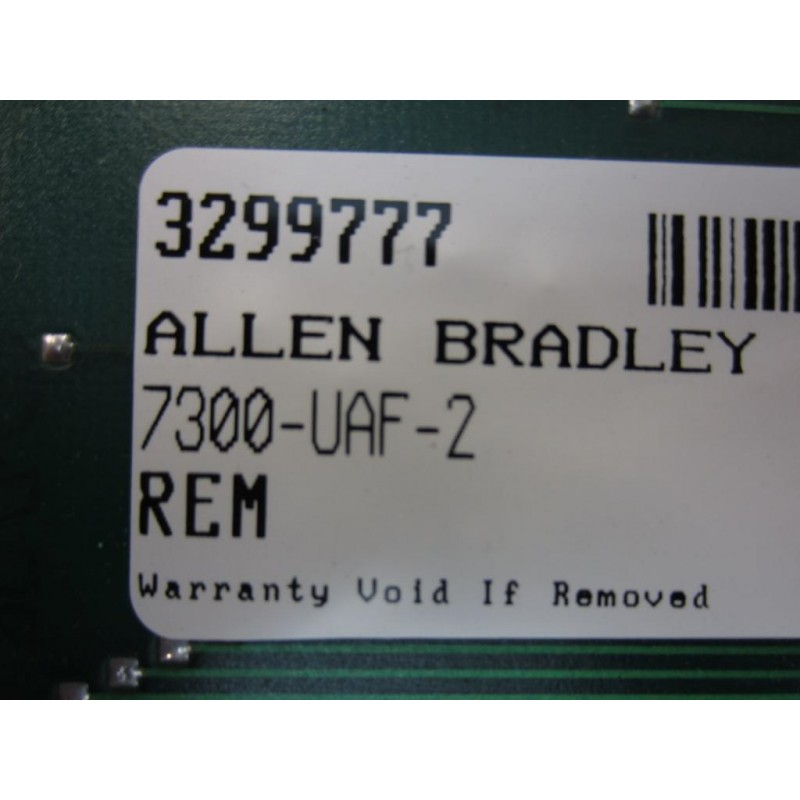 3299777
ALLEN BRADLEY
7300-UAF-2
REM
Warranty Void If Removed